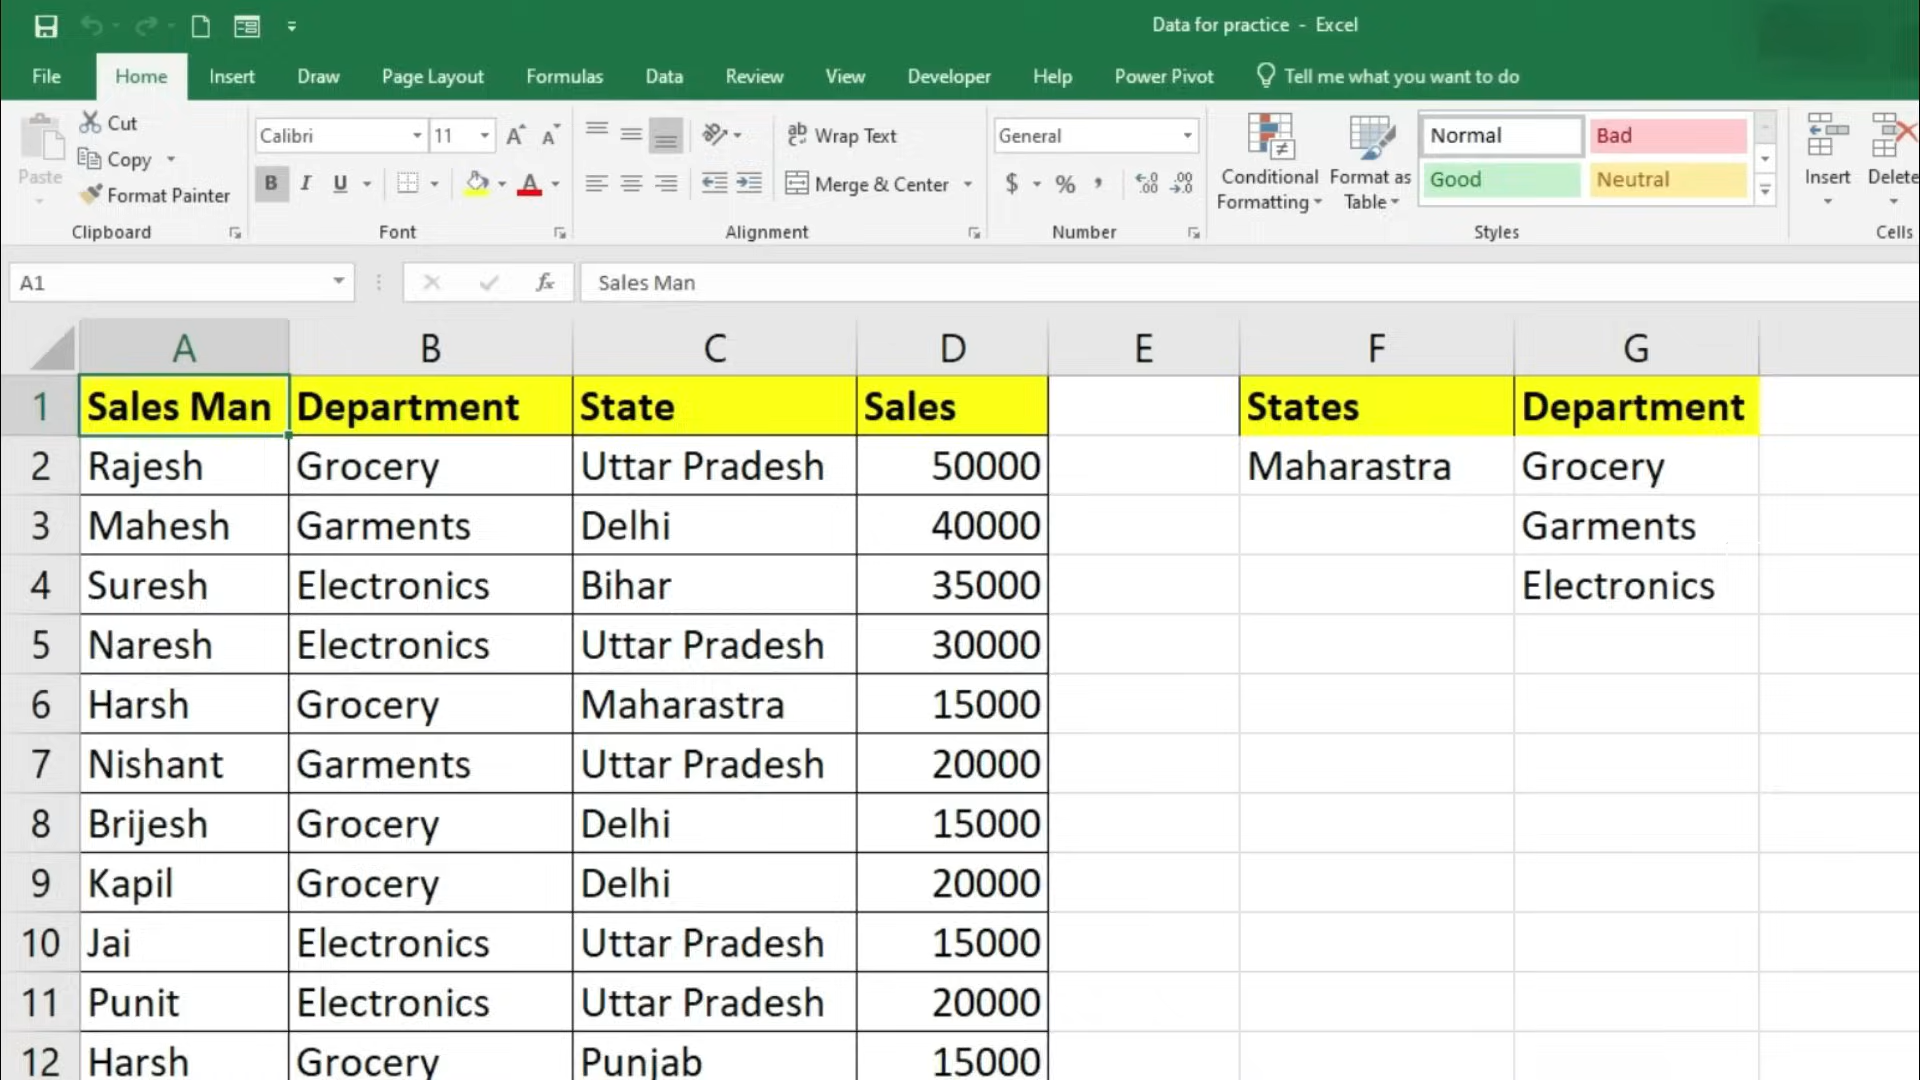 Data for practice - Excel
File Home Insert Draw Page Layout Formulas Data Review View Developer Help Power Pivot Tell me what you want to do
Paste
Cut
Copy
Format Painter
Clipboard
Calibri 11
B I U
Font
Wrap Text
Merge & Center
Alignment
General
$ % ,
Number
Conditional Formatting
Format as Table
Normal Bad
Good Neutral
Styles
Insert Delete
Cells
A1 fx Sales Man
A B C D E F G
1 Sales Man Department State Sales States Department
2 Rajesh Grocery Uttar Pradesh 50000 Maharastra Grocery
3 Mahesh Garments Delhi 40000 Garments
4 Suresh Electronics Bihar 35000 Electronics
5 Naresh Electronics Uttar Pradesh 30000
6 Harsh Grocery Maharastra 15000
7 Nishant Garments Uttar Pradesh 20000
8 Brijesh Grocery Delhi 15000
9 Kapil Grocery Delhi 20000
10 Jai Electronics Uttar Pradesh 15000
11 Punit Electronics Uttar Pradesh 20000
12 Harsh Grocery Punjab 15000